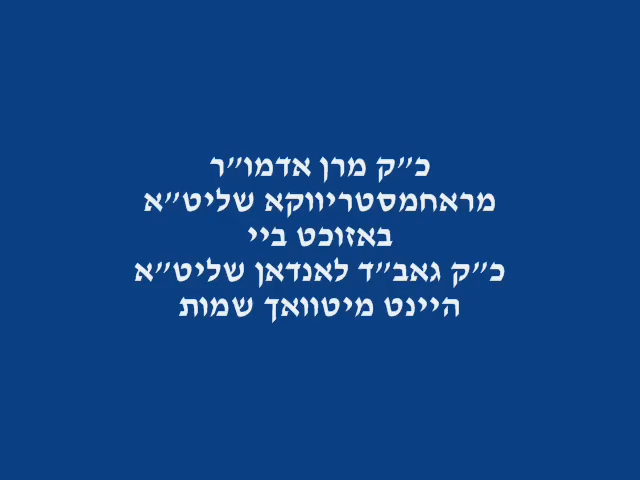 כ״ק מרן אדמו״ר
מראחמסטריווקא שליט״א
באזוכט ביי
כ״ק גאב״ד לאנדאן שליט״א
היינט מיטוואך שמות